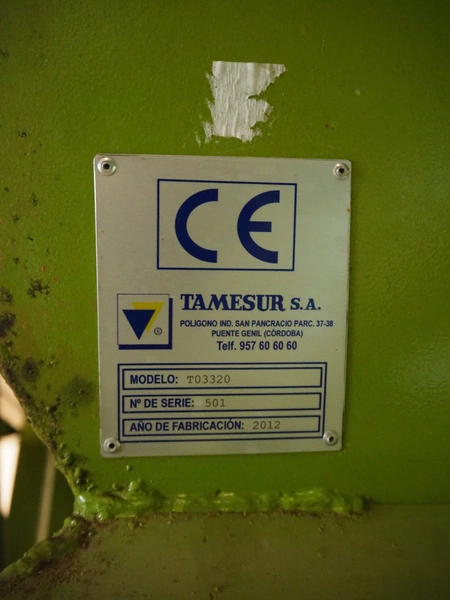 CE
TAMESUR S.A.
POLIGONO IND. SAN PANCRACIO PARC. 37-38
PUENTE GENIL (CÓRDOBA)
Telf. 957 60 60 60
MODELO: T03320
Nº DE SERIE: 501
AÑO DE FABRICACIÓN: 2012